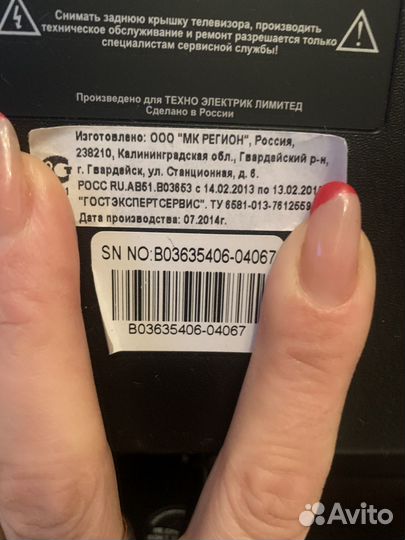 Снимать заднюю крышку телевизора, производить
техническое обслуживание и ремонт разрешается только
специалистам сервисной службы!
Произведено для ТЕХНО ЭЛЕКТРИК ЛИМИТЕД
Сделано в России
Изготовлено: ООО "МК РЕГИОН", Россия,
238210, Калининградская обл., Гвардейский р-н,
г. Гвардейск, ул. Станционная, д. 6.
РОСС RU.АВ51.В03653 с 14.02.2013 по 13.02.201
"ГОСТЭКСПЕРТСЕРВИС". ТУ 6581-013-7612559
Дата производства: 07.2014г.
SN NO:B03635406-04067
B03635406-04067
Avito